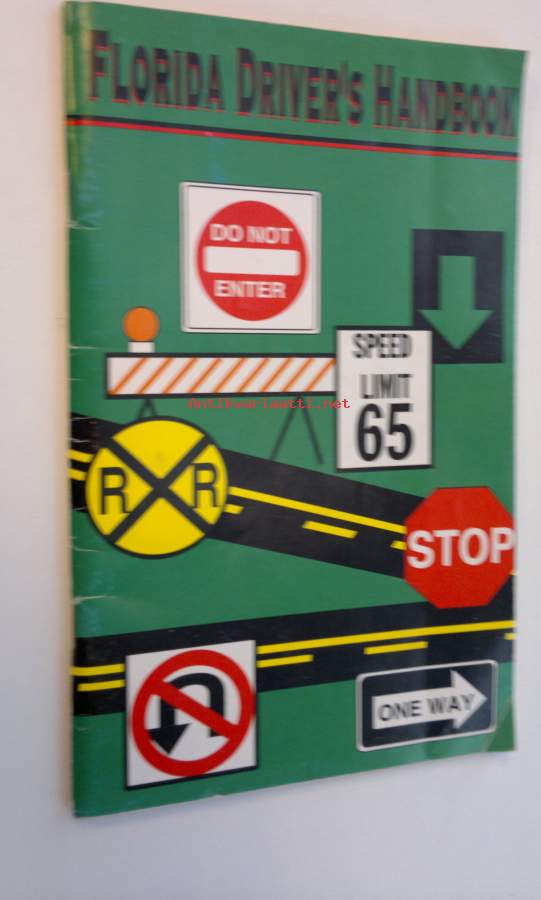 FLORIDA DRIVER'S HANDBOOK
DO NOT
ENTER
SPEED
LIMIT
65
Antikvariaatti.net
R R
STOP
ONE WAY